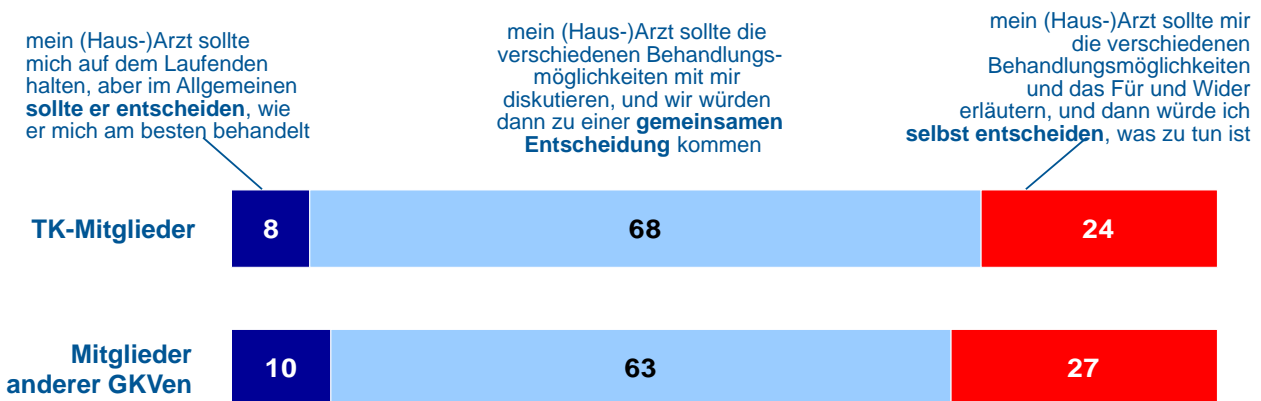 mein (Haus-)Arzt sollte
mich auf dem Laufenden
halten, aber im Allgemeinen
sollte er entscheiden, wie
er mich am besten behandelt
mein (Haus-)Arzt sollte die
verschiedenen Behandlungs-
möglichkeiten mit mir
diskutieren, und wir würden
dann zu einer gemeinsamen
Entscheidung kommen
mein (Haus-)Arzt sollte mir
die verschiedenen
Behandlungsmöglichkeiten
und das Für und Wider
erläutern, und dann würde ich
selbst entscheiden, was zu tun ist
TK-Mitglieder 8 68 24
Mitglieder
anderer GKVen 10 63 27